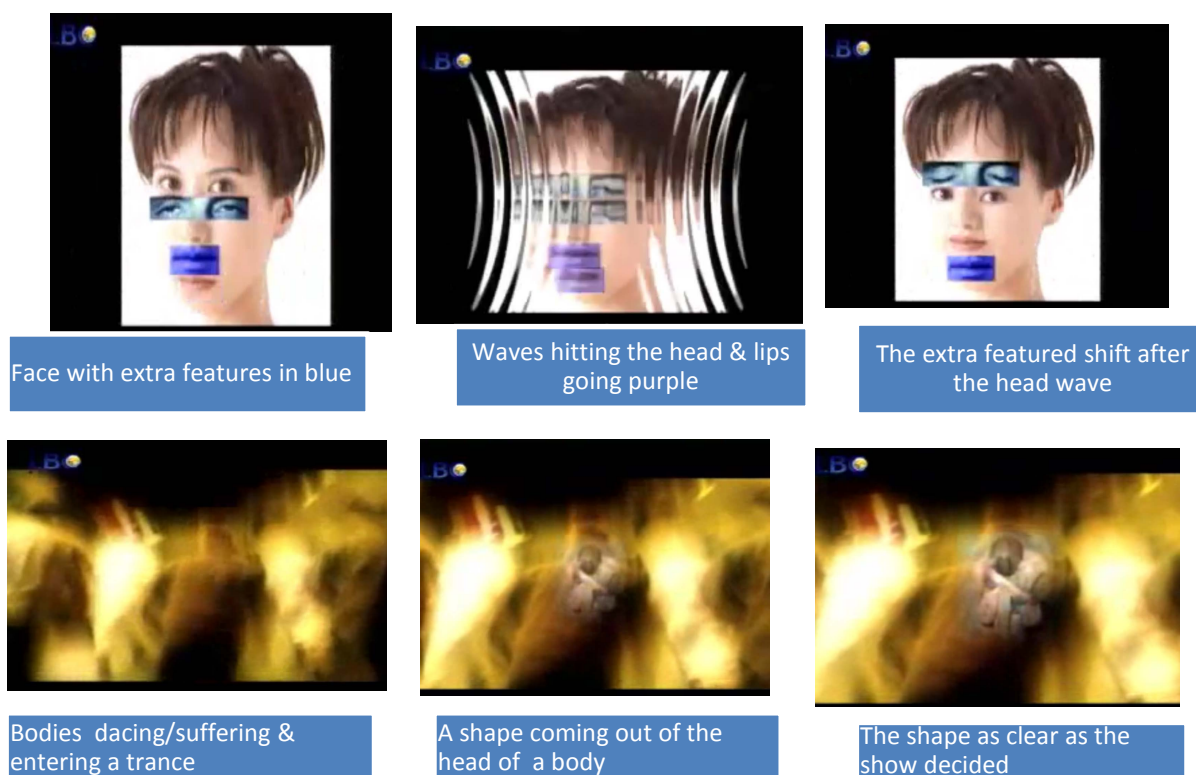 LBC
LBC
LBC
Face with extra features in blue
Waves hitting the head & lips
going purple
The extra featured shift after
the head wave
LBC
LBC
LBC
Bodies dacing/suffering &
entering a trance
A shape coming out of the
head of a body
The shape as clear as the
show decided